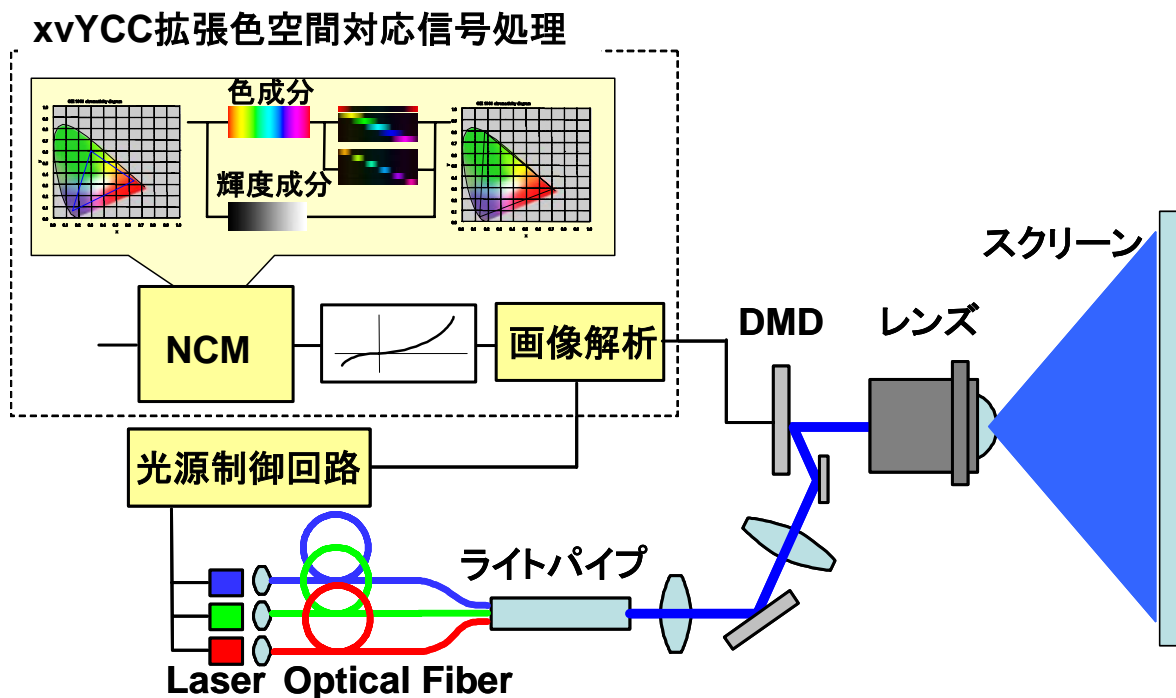 xvYCC拡張色空間対応信号処理
色成分
輝度成分
NCM
画像解析
光源制御回路
DMD
レンズ
スクリーン
ライトパイプ
Laser
Optical Fiber